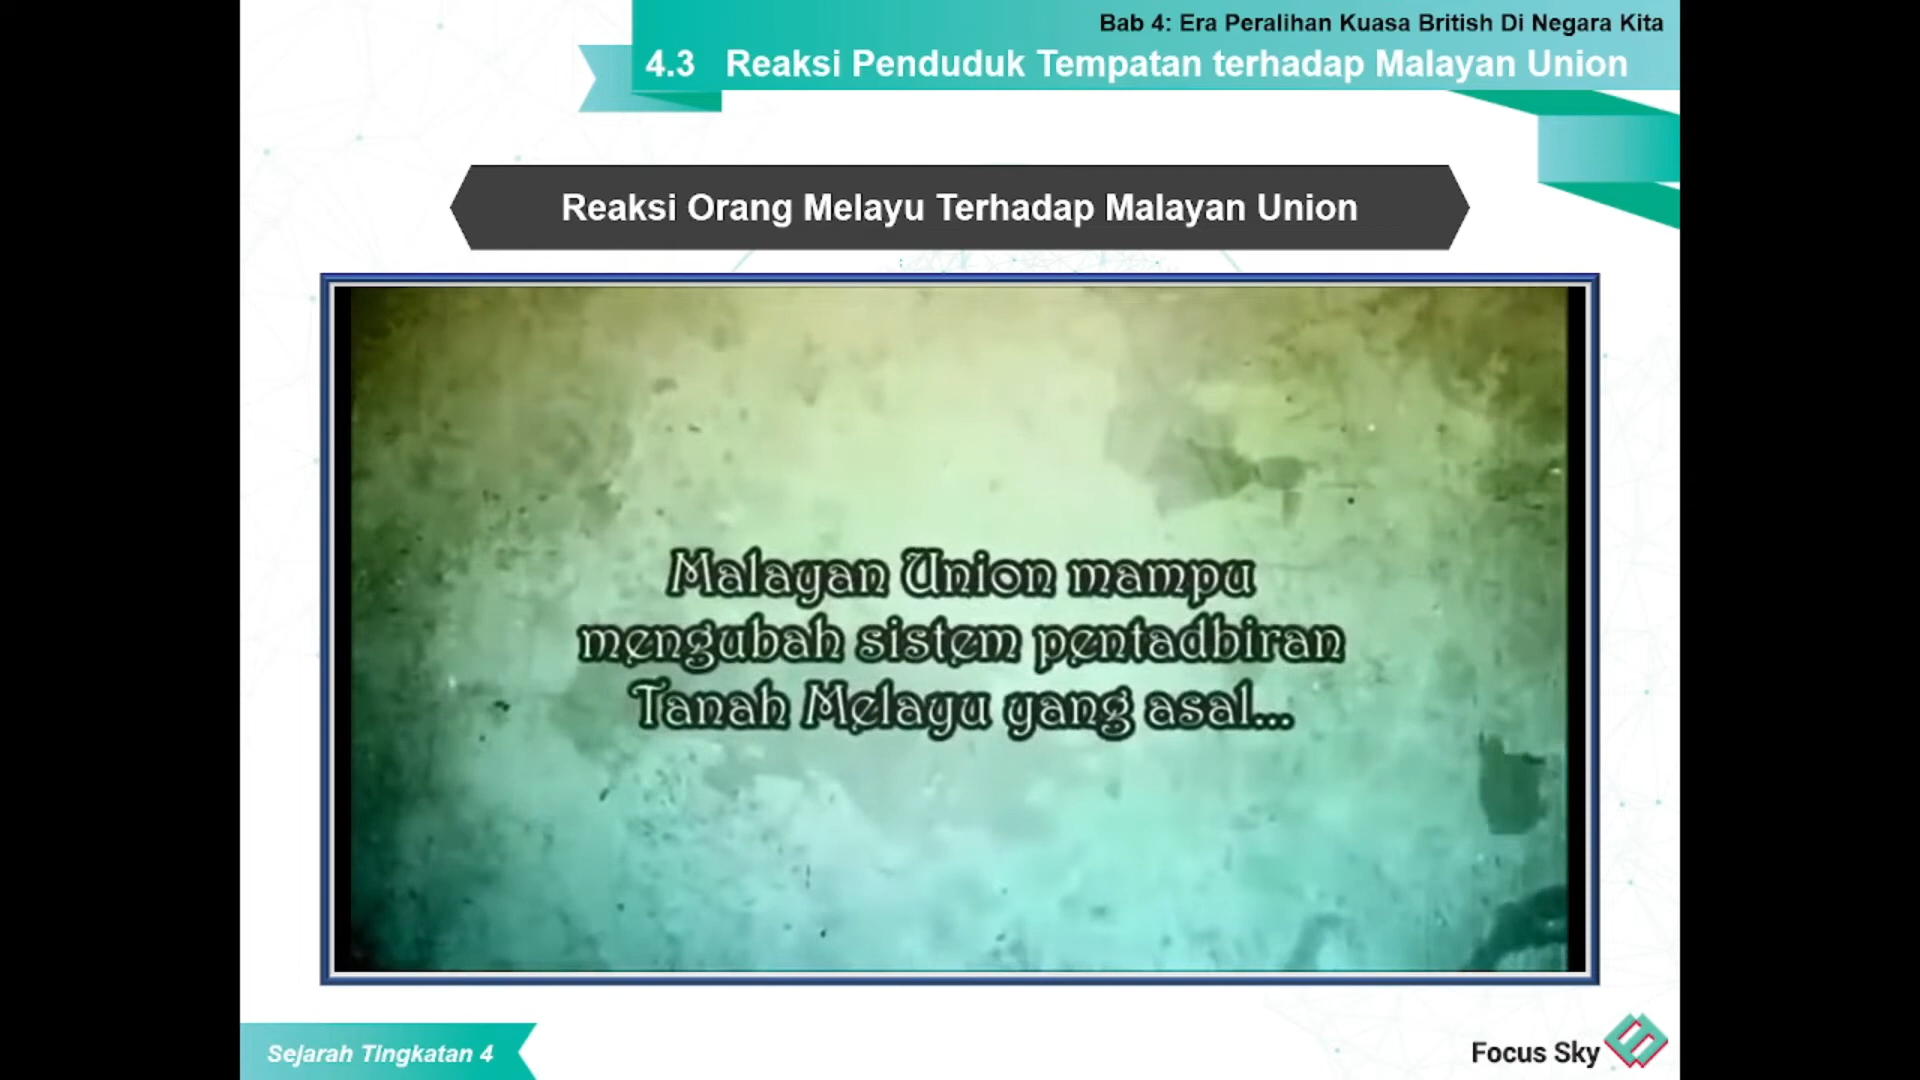 Bab 4: Era Peralihan Kuasa British Di Negara Kita
4.3 Reaksi Penduduk Tempatan terhadap Malayan Union
Reaksi Orang Melayu Terhadap Malayan Union
Malayan Union mampu
mengubah sistem pentadbiran
Tanah Melayu yang asal...
Sejarah Tingkatan 4
Focus Sky